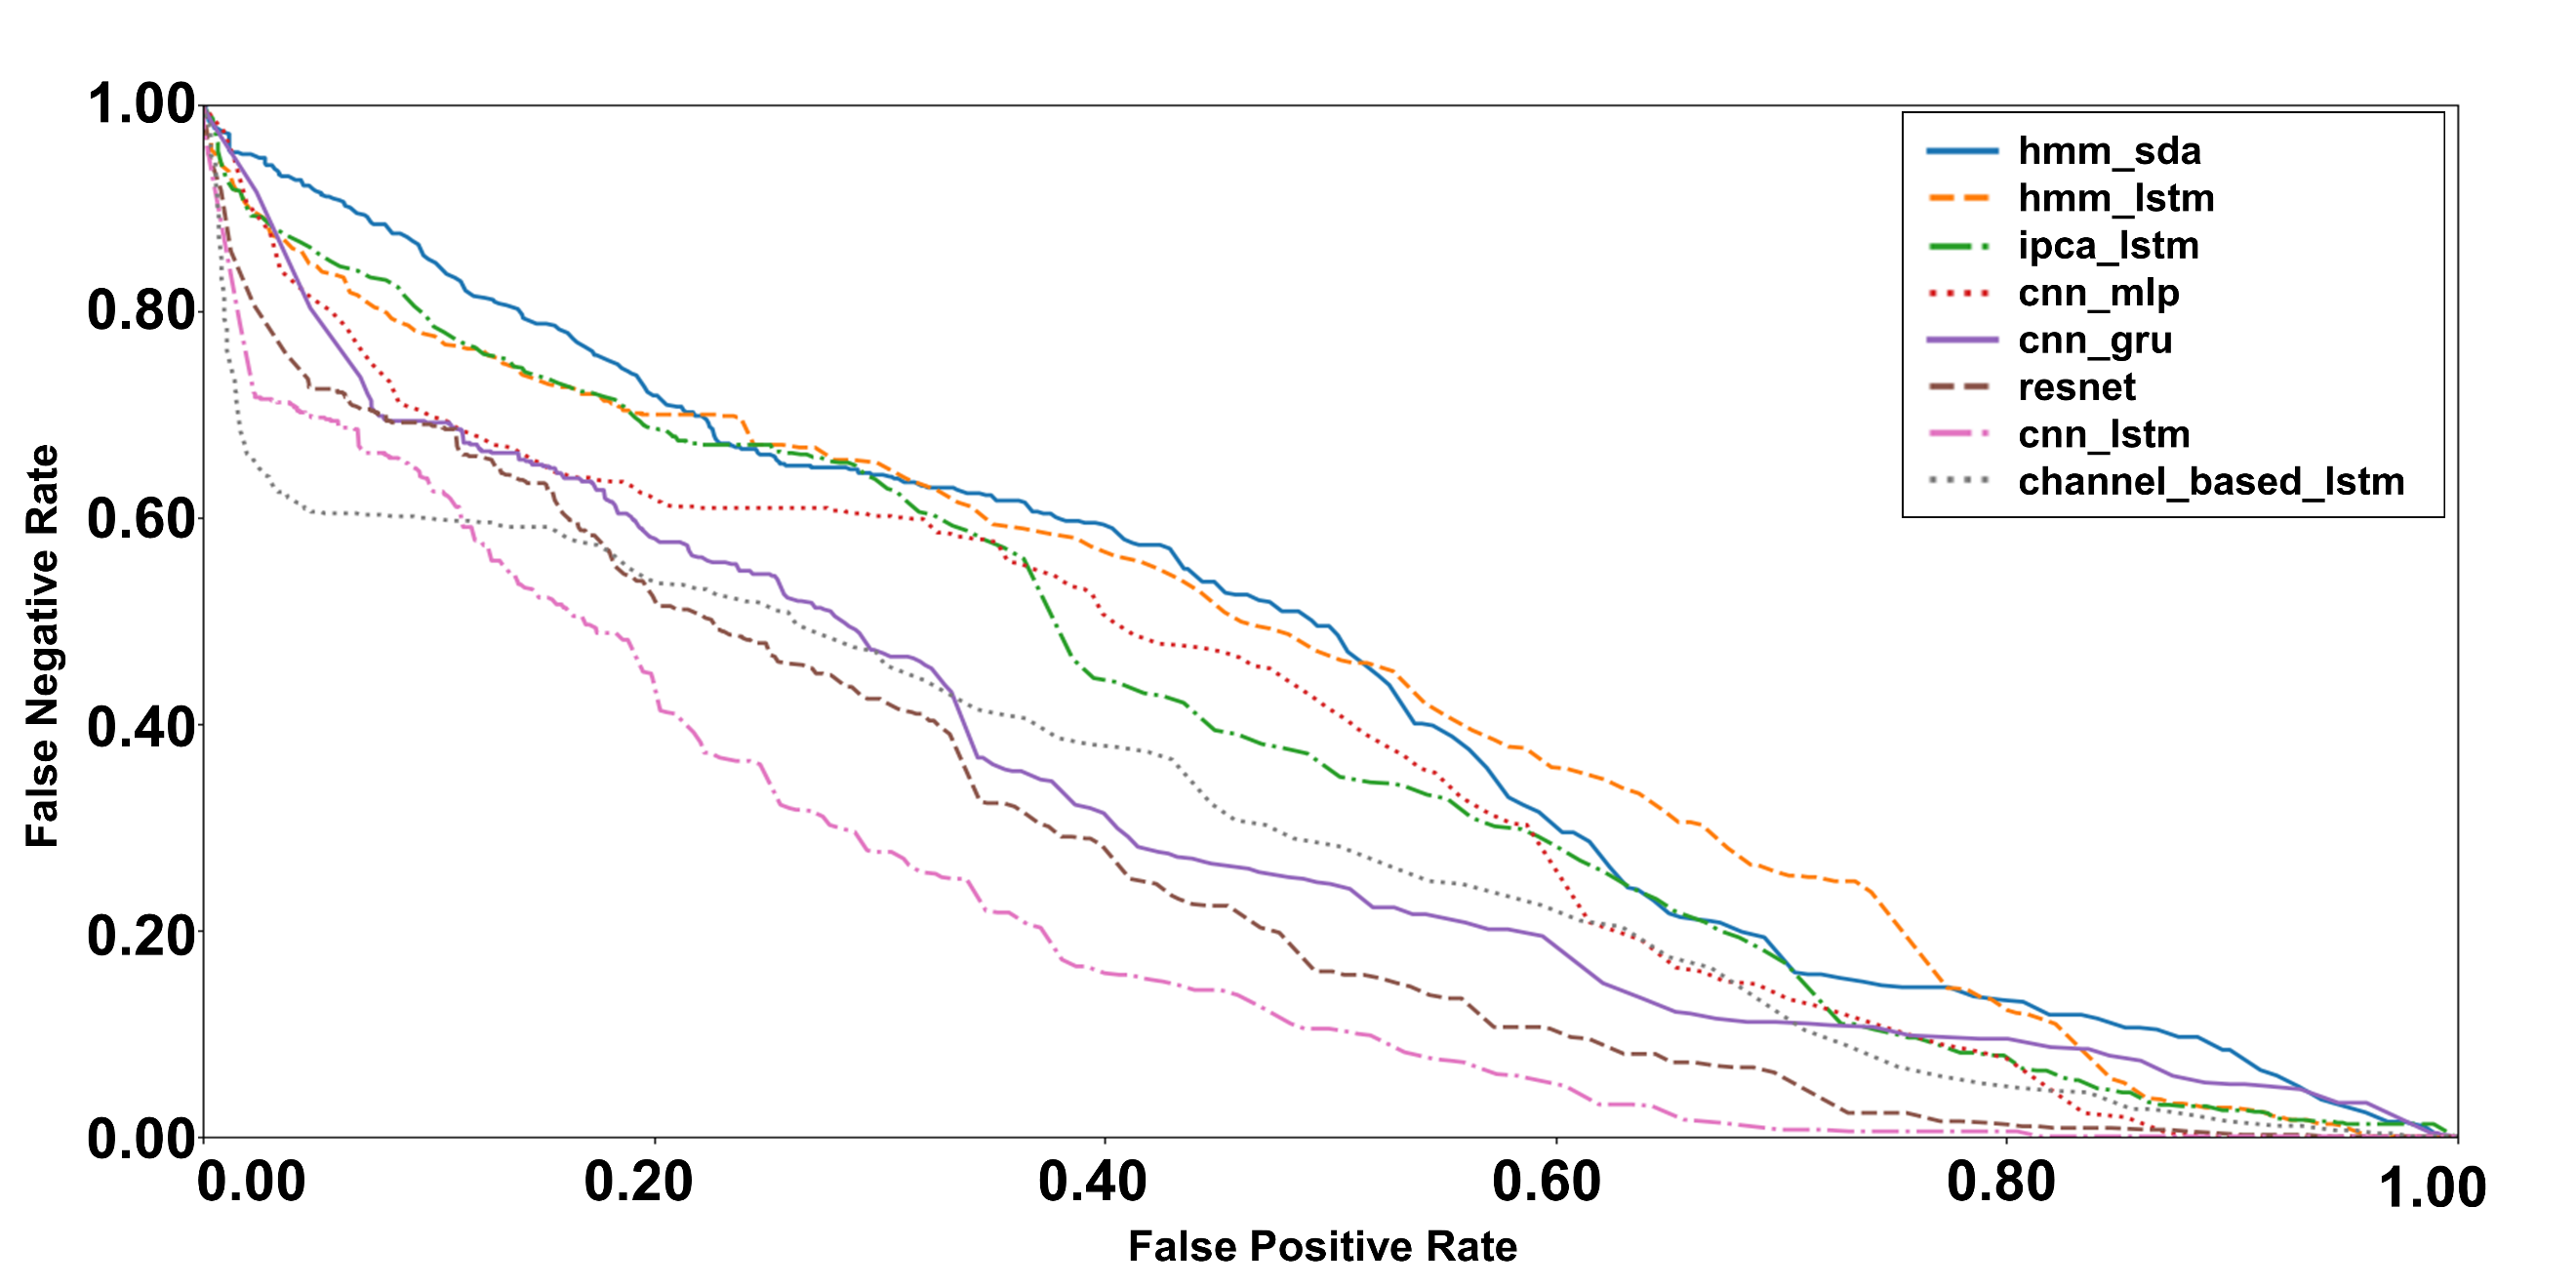 1.00
0.80
0.60
0.40
0.20
0.00
False Negative Rate
hmm_sda
hmm_lstm
ipca_lstm
cnn_mlp
cnn_gru
resnet
cnn_lstm
channel_based_lstm
0.00 0.20 0.40 0.60 0.80 1.00
False Positive Rate